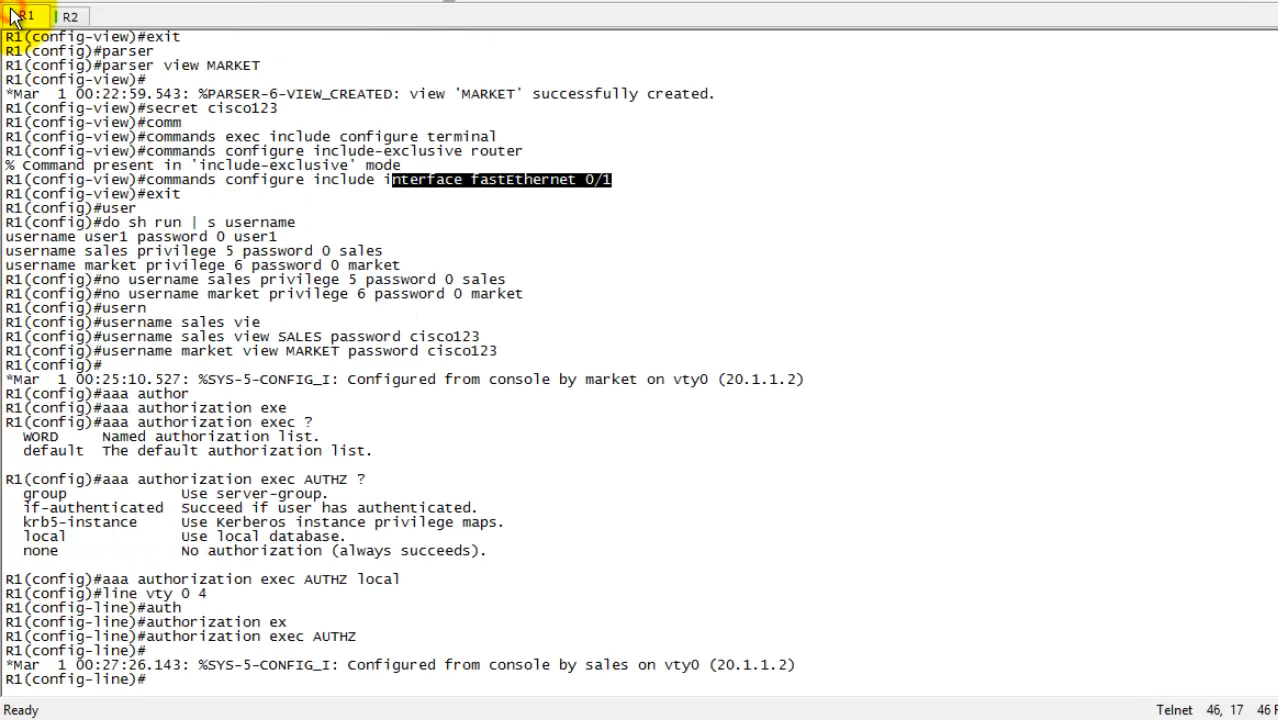 R1
R2
R1(config-view)#exit
R1(config)#parser
R1(config)#parser view MARKET
R1(config-view)#
*Mar  1 00:22:59.543: %PARSER-6-VIEW_CREATED: view 'MARKET' successfully created.
R1(config-view)#secret cisco123
R1(config-view)#comm
R1(config-view)#commands exec include configure terminal
R1(config-view)#commands configure include-exclusive router
% Command present in 'include-exclusive' mode
R1(config-view)#commands configure include interface fastEthernet 0/1
R1(config-view)#exit
R1(config)#user
R1(config)#do sh run | s username
username user1 password 0 user1
username sales privilege 5 password 0 sales
username market privilege 6 password 0 market
R1(config)#no username sales privilege 5 password 0 sales
R1(config)#no username market privilege 6 password 0 market
R1(config)#usern
R1(config)#username sales vie
R1(config)#username sales view SALES password cisco123
R1(config)#username market view MARKET password cisco123
R1(config)#
*Mar  1 00:25:10.527: %SYS-5-CONFIG_I: Configured from console by market on vty0 (20.1.1.2)
R1(config)#aaa author
R1(config)#aaa authorization exe
R1(config)#aaa authorization exec ?
  WORD     Named authorization list.
  default  The default authorization list.
R1(config)#aaa authorization exec AUTHZ ?
  group             Use server-group.
  if-authenticated  Succeed if user has authenticated.
  krb5-instance     Use Kerberos instance privilege maps.
  local             Use local database.
  none              No authorization (always succeeds).
R1(config)#aaa authorization exec AUTHZ local
R1(config)#line vty 0 4
R1(config-line)#auth
R1(config-line)#authorization ex
R1(config-line)#authorization exec AUTHZ
R1(config-line)#
*Mar  1 00:27:26.143: %SYS-5-CONFIG_I: Configured from console by sales on vty0 (20.1.1.2)
R1(config-line)#
Ready
Telnet
46, 17
46